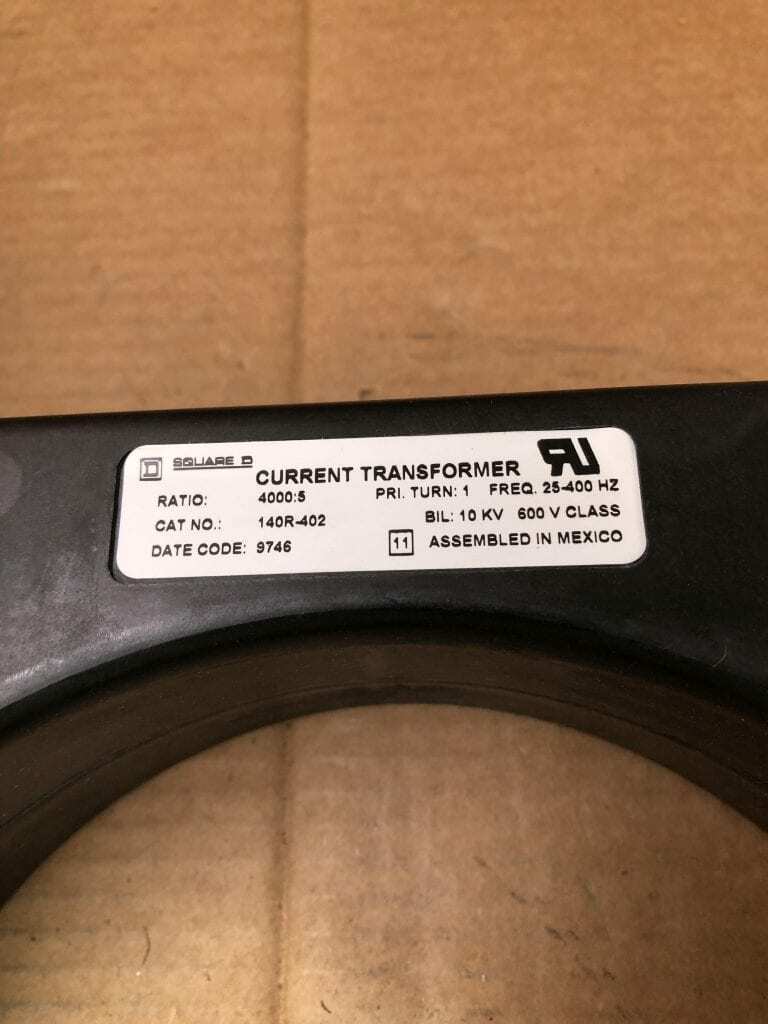 D SQUARE D
CURRENT TRANSFORMER RU
RATIO: 4000:5 PRI. TURN: 1 FREQ. 25-400 HZ
CAT NO.: 140R-402 BIL: 10 KV 600 V CLASS
DATE CODE: 9746 11 ASSEMBLED IN MEXICO